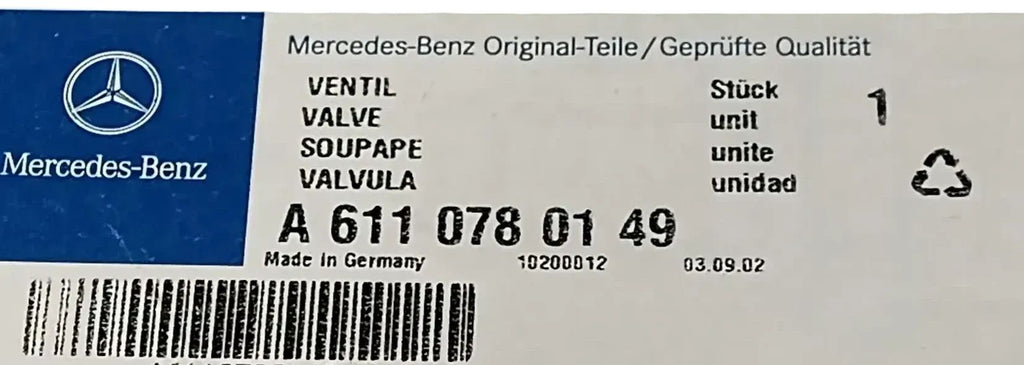 Mercedes-Benz Original-Teile/Geprüfte Qualität
Mercedes-Benz
VENTIL Stück 1
VALVE unit
SOUPAPE unite
VALVULA unidad
A 611 078 01 49
Made in Germany 10200012 03.09.02